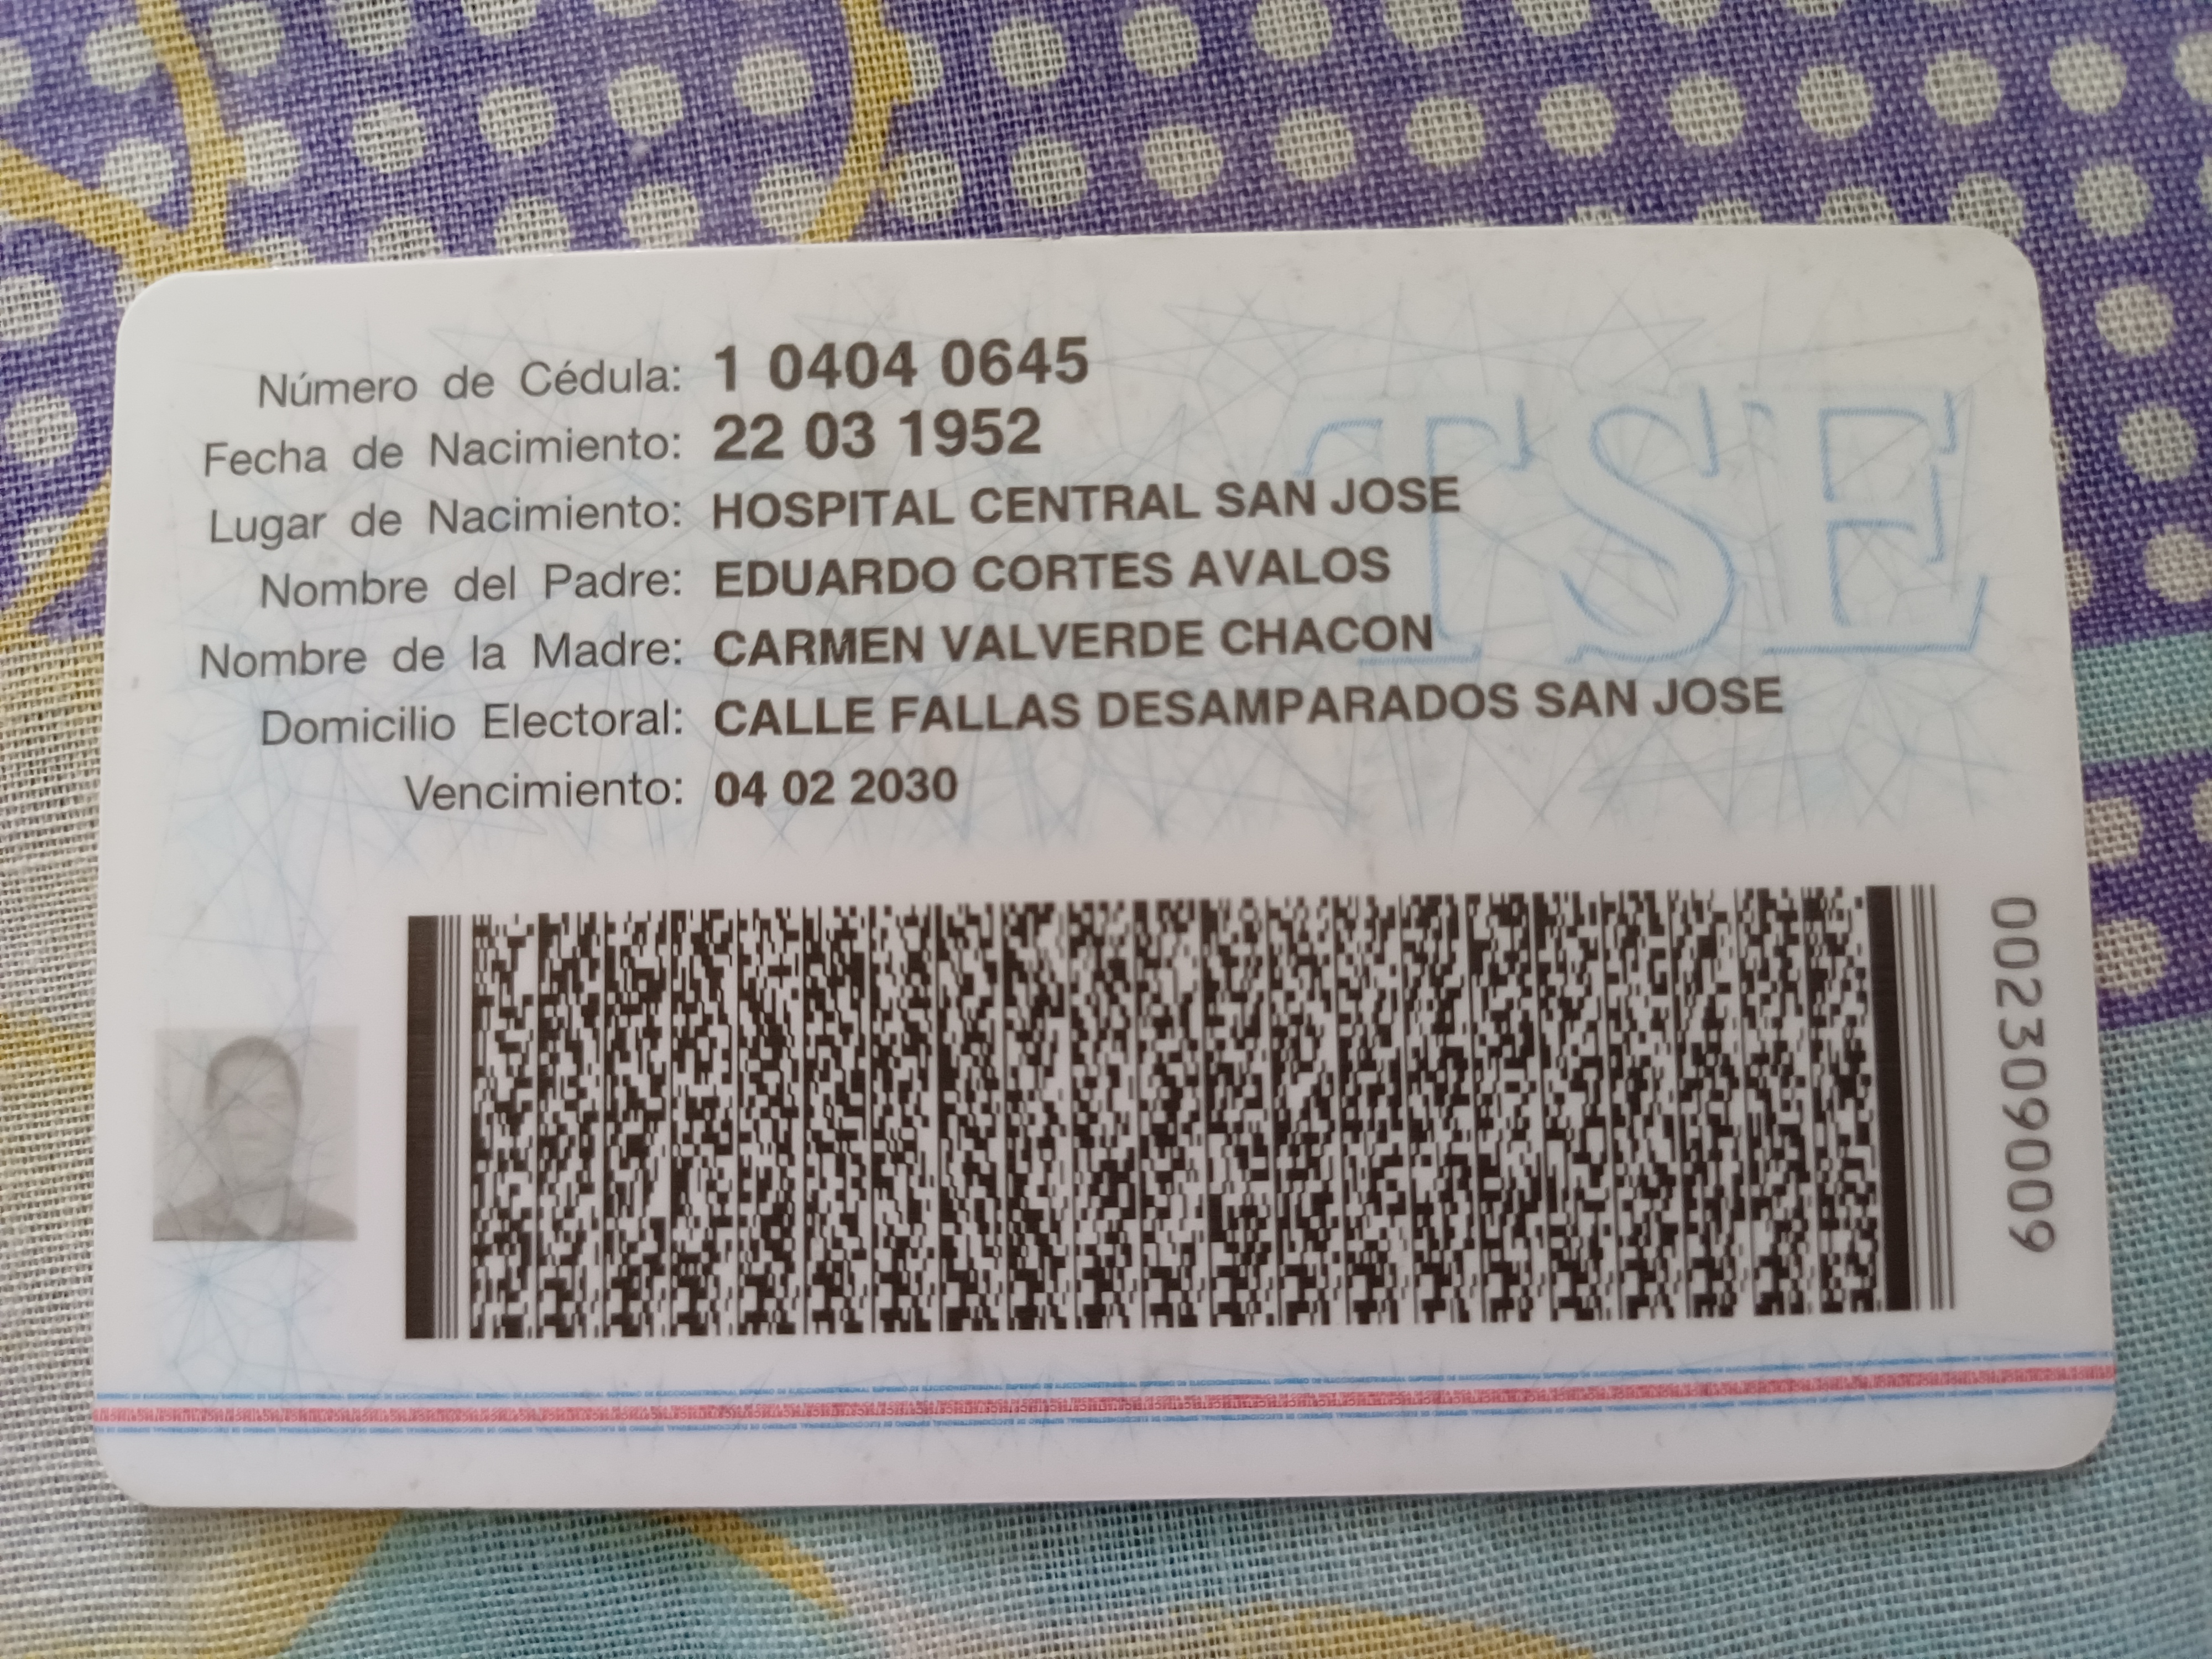 Número de Cédula: 1 0404 0645
Fecha de Nacimiento: 22 03 1952
Lugar de Nacimiento: HOSPITAL CENTRAL SAN JOSE
Nombre del Padre: EDUARDO CORTES AVALOS
Nombre de la Madre: CARMEN VALVERDE CHACON
Domicilio Electoral: CALLE FALLAS DESAMPARADOS SAN JOSE
Vencimiento: 04 02 2030
TSE
002309009